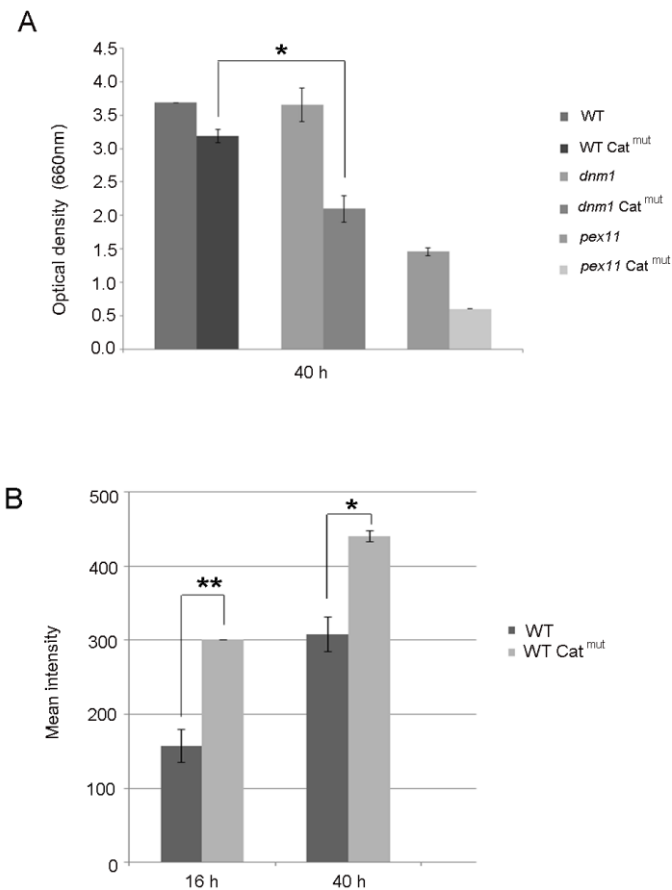 A
*
Optical density (660nm)
4.5
4.0
3.5
3.0
2.5
2.0
1.5
1.0
0.5
0.0
40 h
WT
WT Cat mut
dnm1
dnm1 Cat mut
pex11
pex11 Cat mut
B
Mean intensity
500
400
300
200
100
0
**
*
16 h
40 h
WT
WT Cat mut